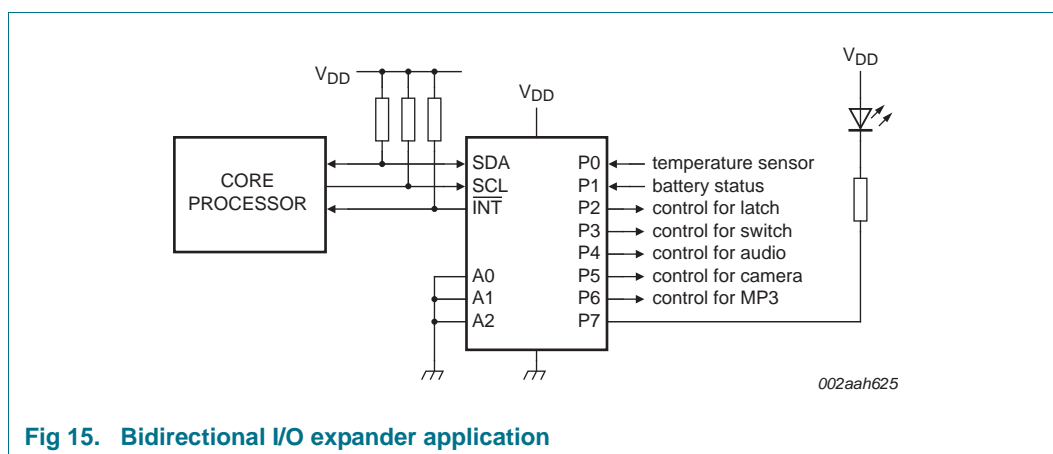 VDD
VDD
VDD
CORE
PROCESSOR
SDA
SCL
INT
A0
A1
A2
P0
P1
P2
P3
P4
P5
P6
P7
temperature sensor
battery status
control for latch
control for switch
control for audio
control for camera
control for MP3
002aah625
Fig 15. Bidirectional I/O expander application